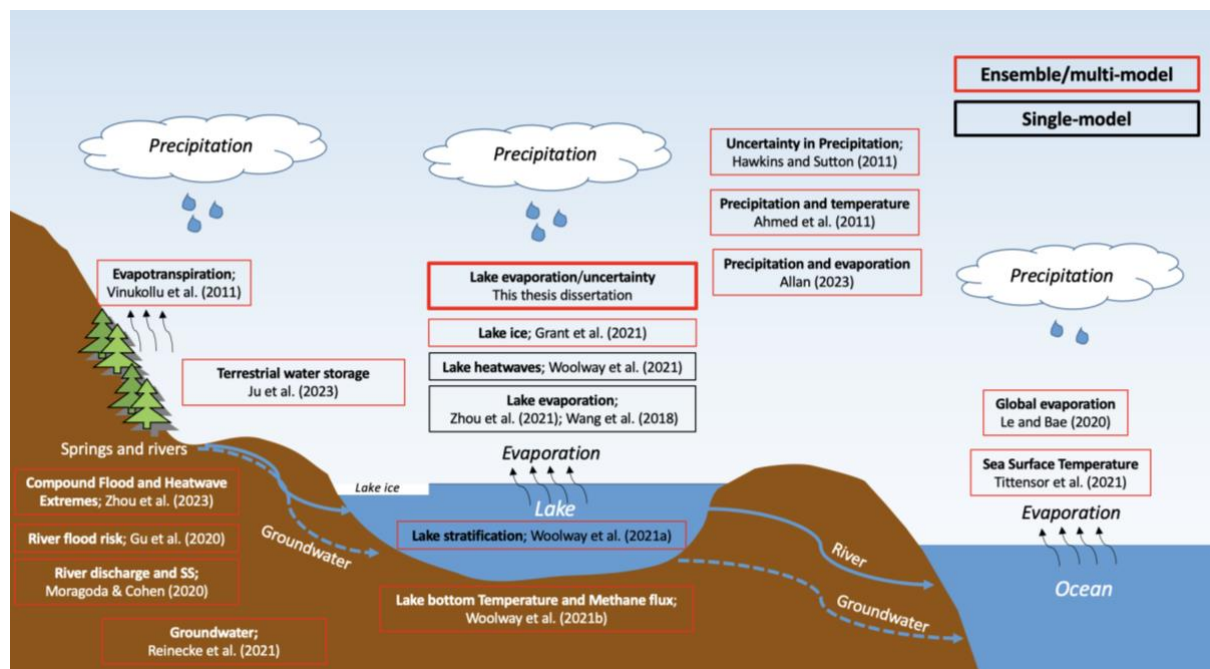 Ensemble/multi-model
Single-model
Precipitation
Precipitation
Uncertainty in Precipitation;
Hawkins and Sutton (2011)
Precipitation and temperature
Ahmed et al. (2011)
Precipitation and evaporation
Allan (2023)
Precipitation
Evapotranspiration;
Vinukollu et al. (2011)
Lake evaporation/uncertainty
This thesis dissertation
Lake ice; Grant et al. (2021)
Lake heatwaves; Woolway et al. (2021)
Lake evaporation;
Zhou et al. (2021); Wang et al. (2018)
Terrestrial water storage
Ju et al. (2023)
Global evaporation
Le and Bae (2020)
Sea Surface Temperature
Tittensor et al. (2021)
Springs and rivers
Evaporation
Compound Flood and Heatwave
Extremes; Zhou et al. (2023)
Lake ice
Lake
Evaporation
River flood risk; Gu et al. (2020)
Groundwater
Lake stratification; Woolway et al. (2021a)
River
River discharge and SS;
Moragoda & Cohen (2020)
Lake bottom Temperature and Methane flux;
Woolway et al. (2021b)
Groundwater
Ocean
Groundwater;
Reinecke et al. (2021)